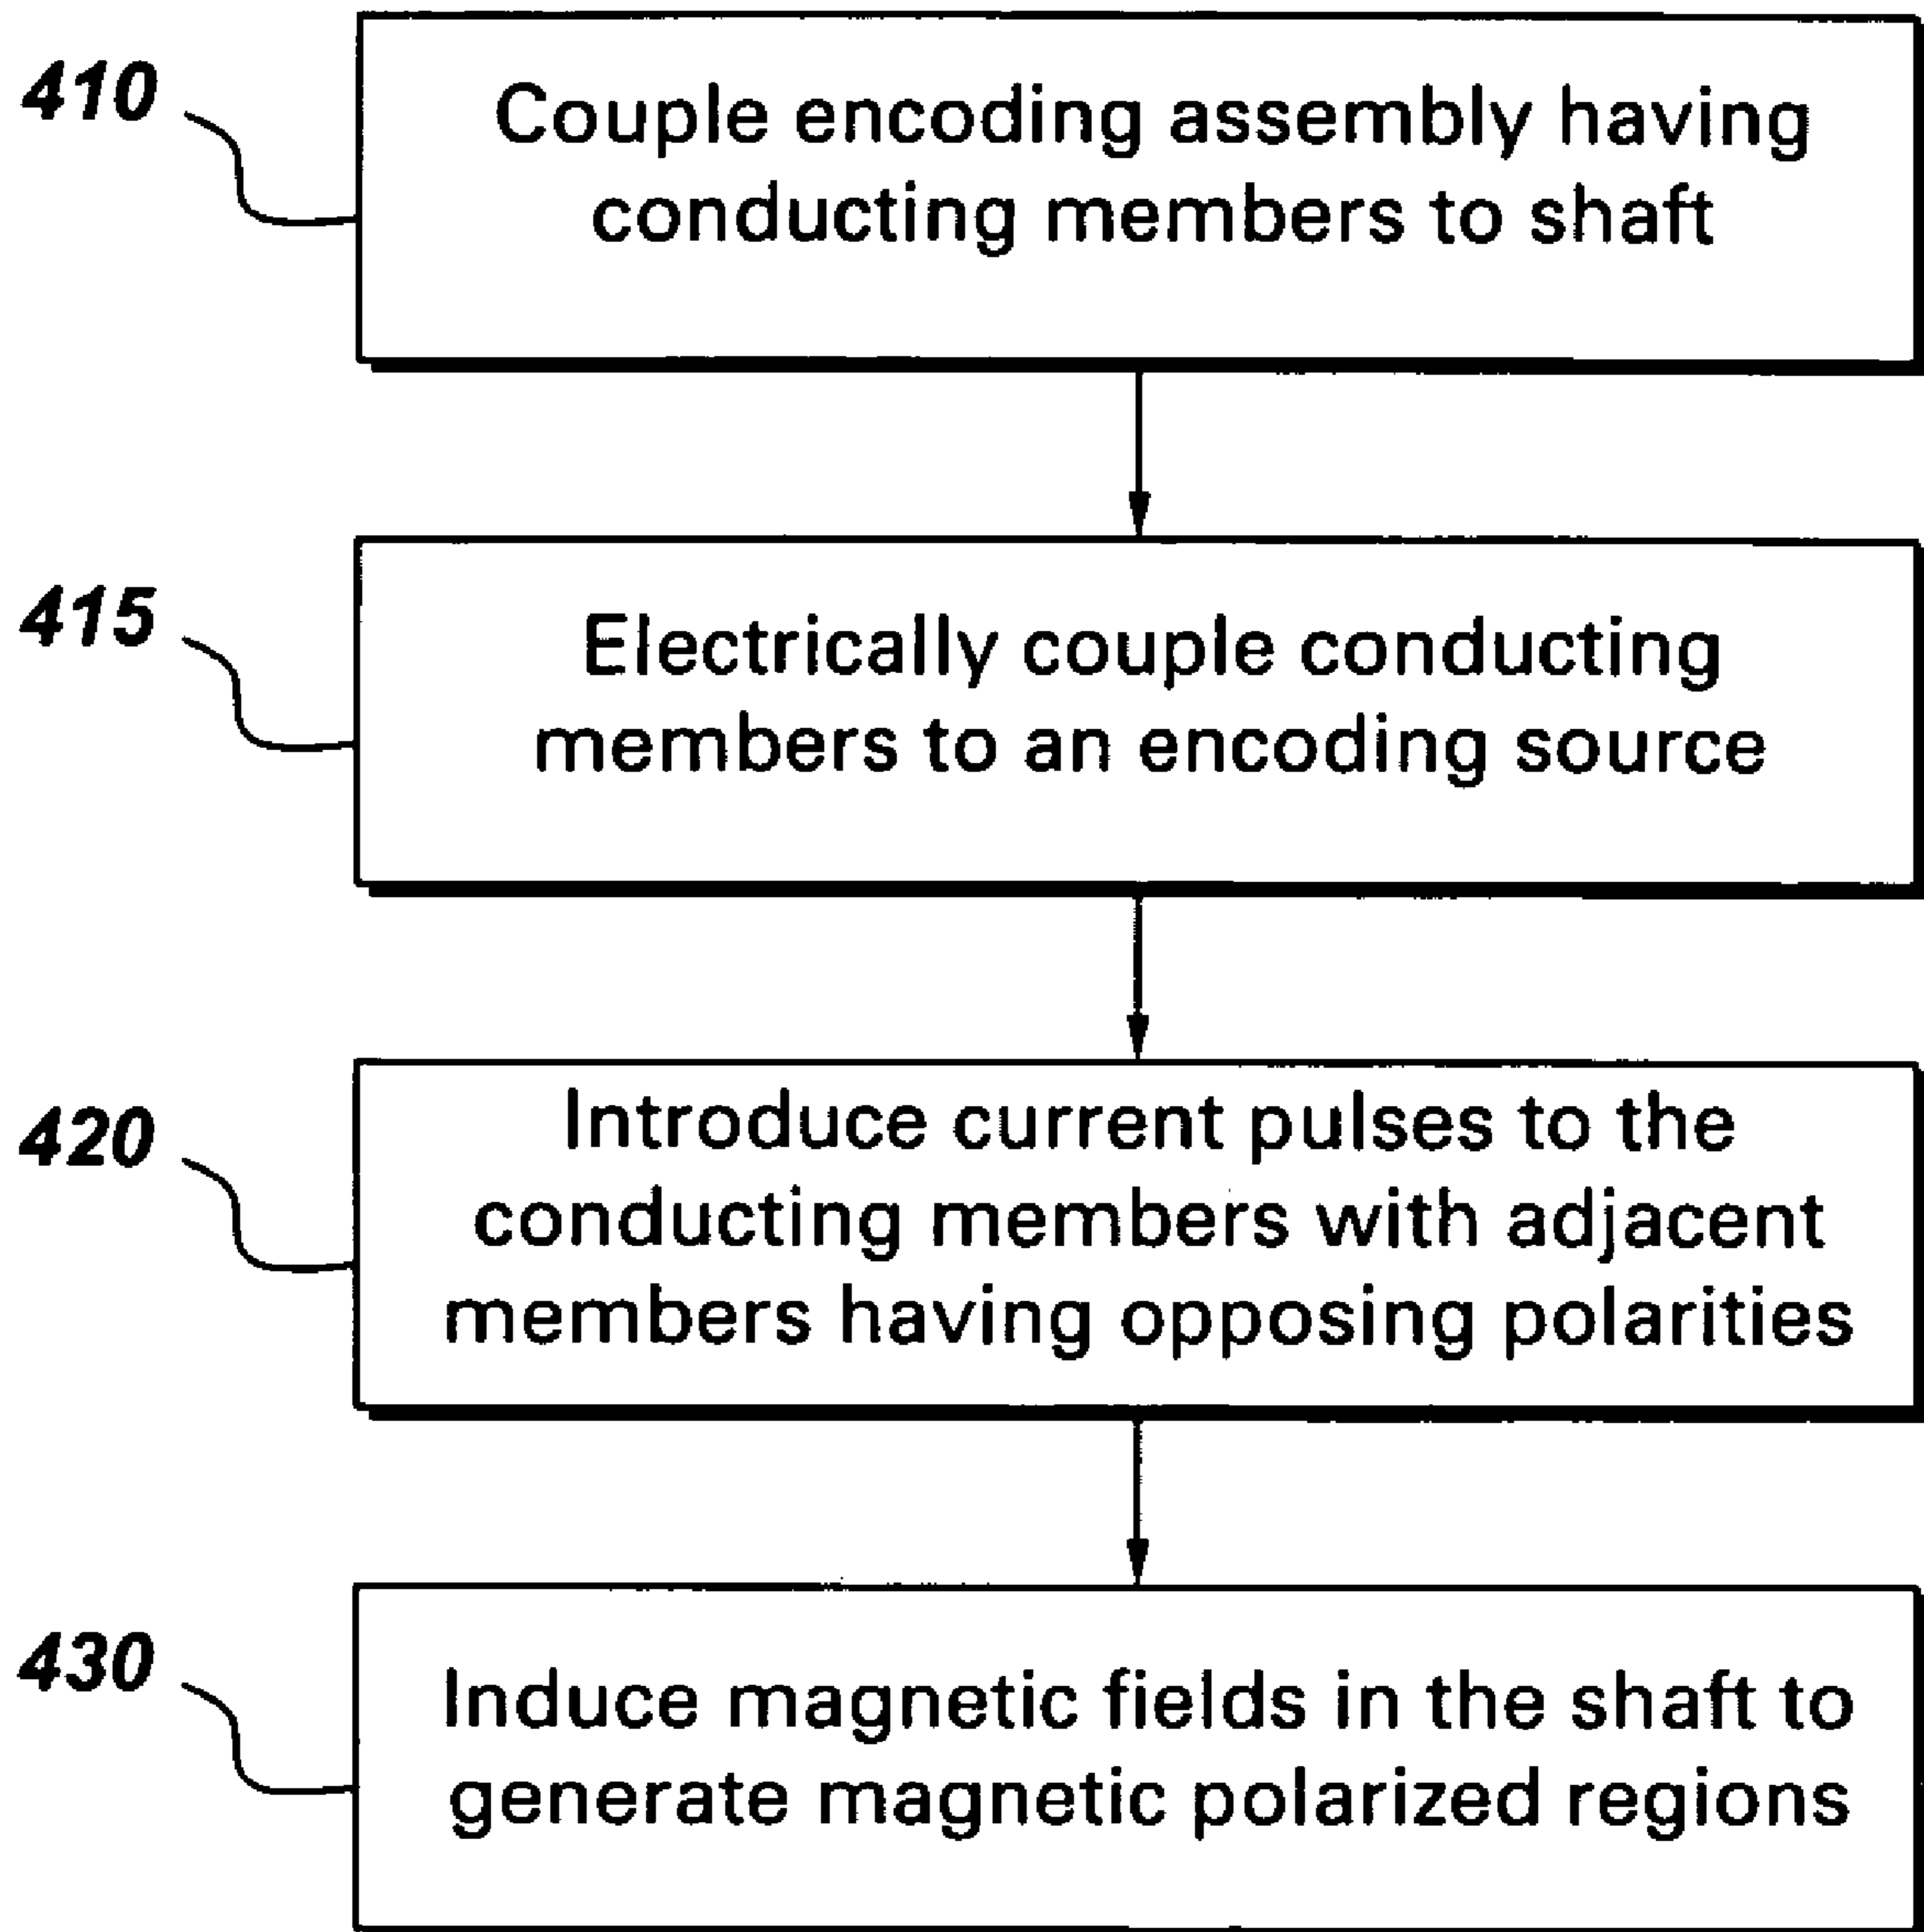 410
Couple encoding assembly having
conducting members to shaft
415
Electrically couple conducting
members to an encoding source
420
Introduce current pulses to the
conducting members with adjacent
members having opposing polarities
430
Induce magnetic fields in the shaft to
generate magnetic polarized regions